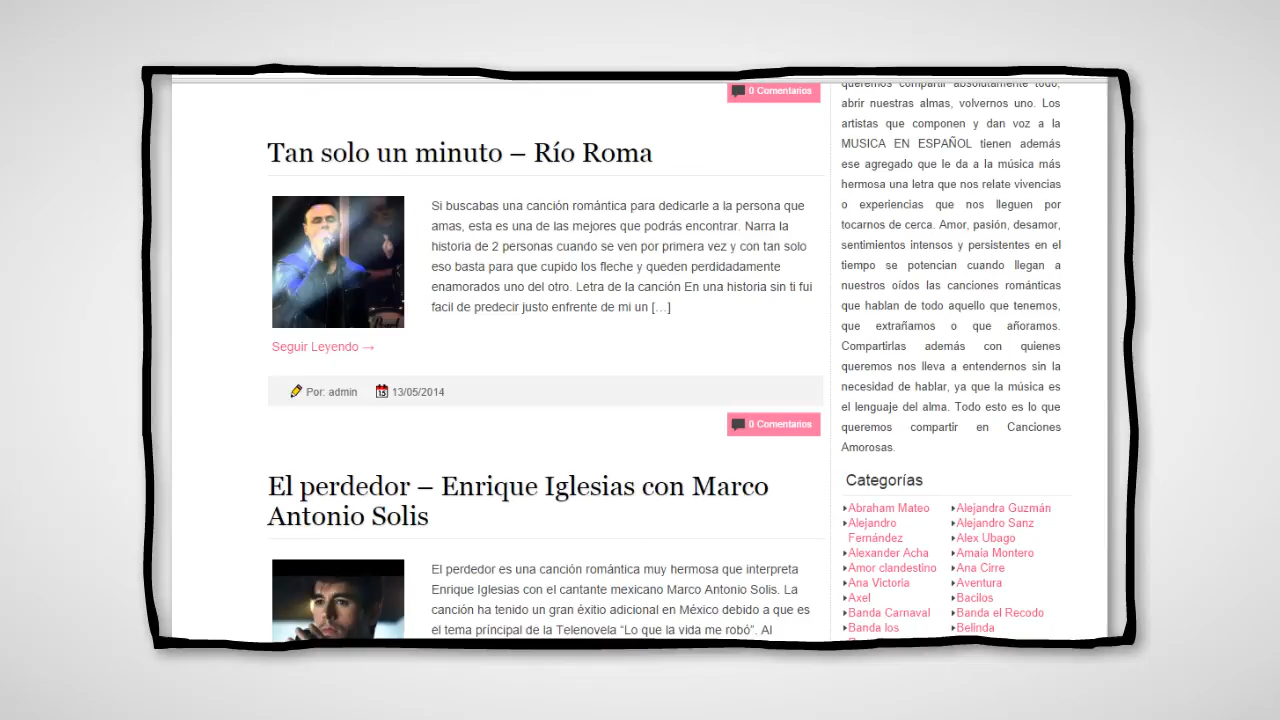 0 Comentarios
Tan solo un minuto – Río Roma
Si buscabas una canción romántica para dedicarle a la persona que
amas, esta es una de las mejores que podrás encontrar. Narra la
historia de 2 personas cuando se ven por primera vez y con tan solo
eso basta para que cupido los fleche y queden perdidadamente
enamorados uno del otro. Letra de la canción En una historia sin ti fui
facil de predecir justo enfrente de mi un […]
Seguir Leyendo →
Por: admin 13/05/2014
0 Comentarios
El perdedor – Enrique Iglesias con Marco
Antonio Solis
El perdedor es una canción romántica muy hermosa que interpreta
Enrique Iglesias con el cantante mexicano Marco Antonio Solis. La
canción ha tenido un gran éxitio adicional en México debido a que es
el tema príncipal de la Telenovela “Lo que la vida me robó”. Al
queremos compartir absolutamente todo,
abrir nuestras almas, volvernos uno. Los
artistas que componen y dan voz a la
MUSICA EN ESPAÑOL tienen además
ese agregado que le da a la música más
hermosa una letra que nos relate vivencias
o experiencias que nos lleguen por
tocarnos de cerca. Amor, pasión, desamor,
sentimientos intensos y persistentes en el
tiempo se potencian cuando llegan a
nuestros oídos las canciones románticas
que hablan de todo aquello que tenemos,
que extrañamos o que añoramos.
Compartirlas además con quienes
queremos nos lleva a entendernos sin la
necesidad de hablar, ya que la música es
el lenguaje del alma. Todo esto es lo que
queremos compartir en Canciones
Amorosas.
Categorías
Abraham Mateo
Alejandro
Fernández
Alexander Acha
Amor clandestino
Ana Victoria
Axel
Banda Carnaval
Banda los
Alejandra Guzmán
Alejandro Sanz
Alex Ubago
Amaia Montero
Ana Cirre
Aventura
Bacilos
Banda el Recodo
Belinda